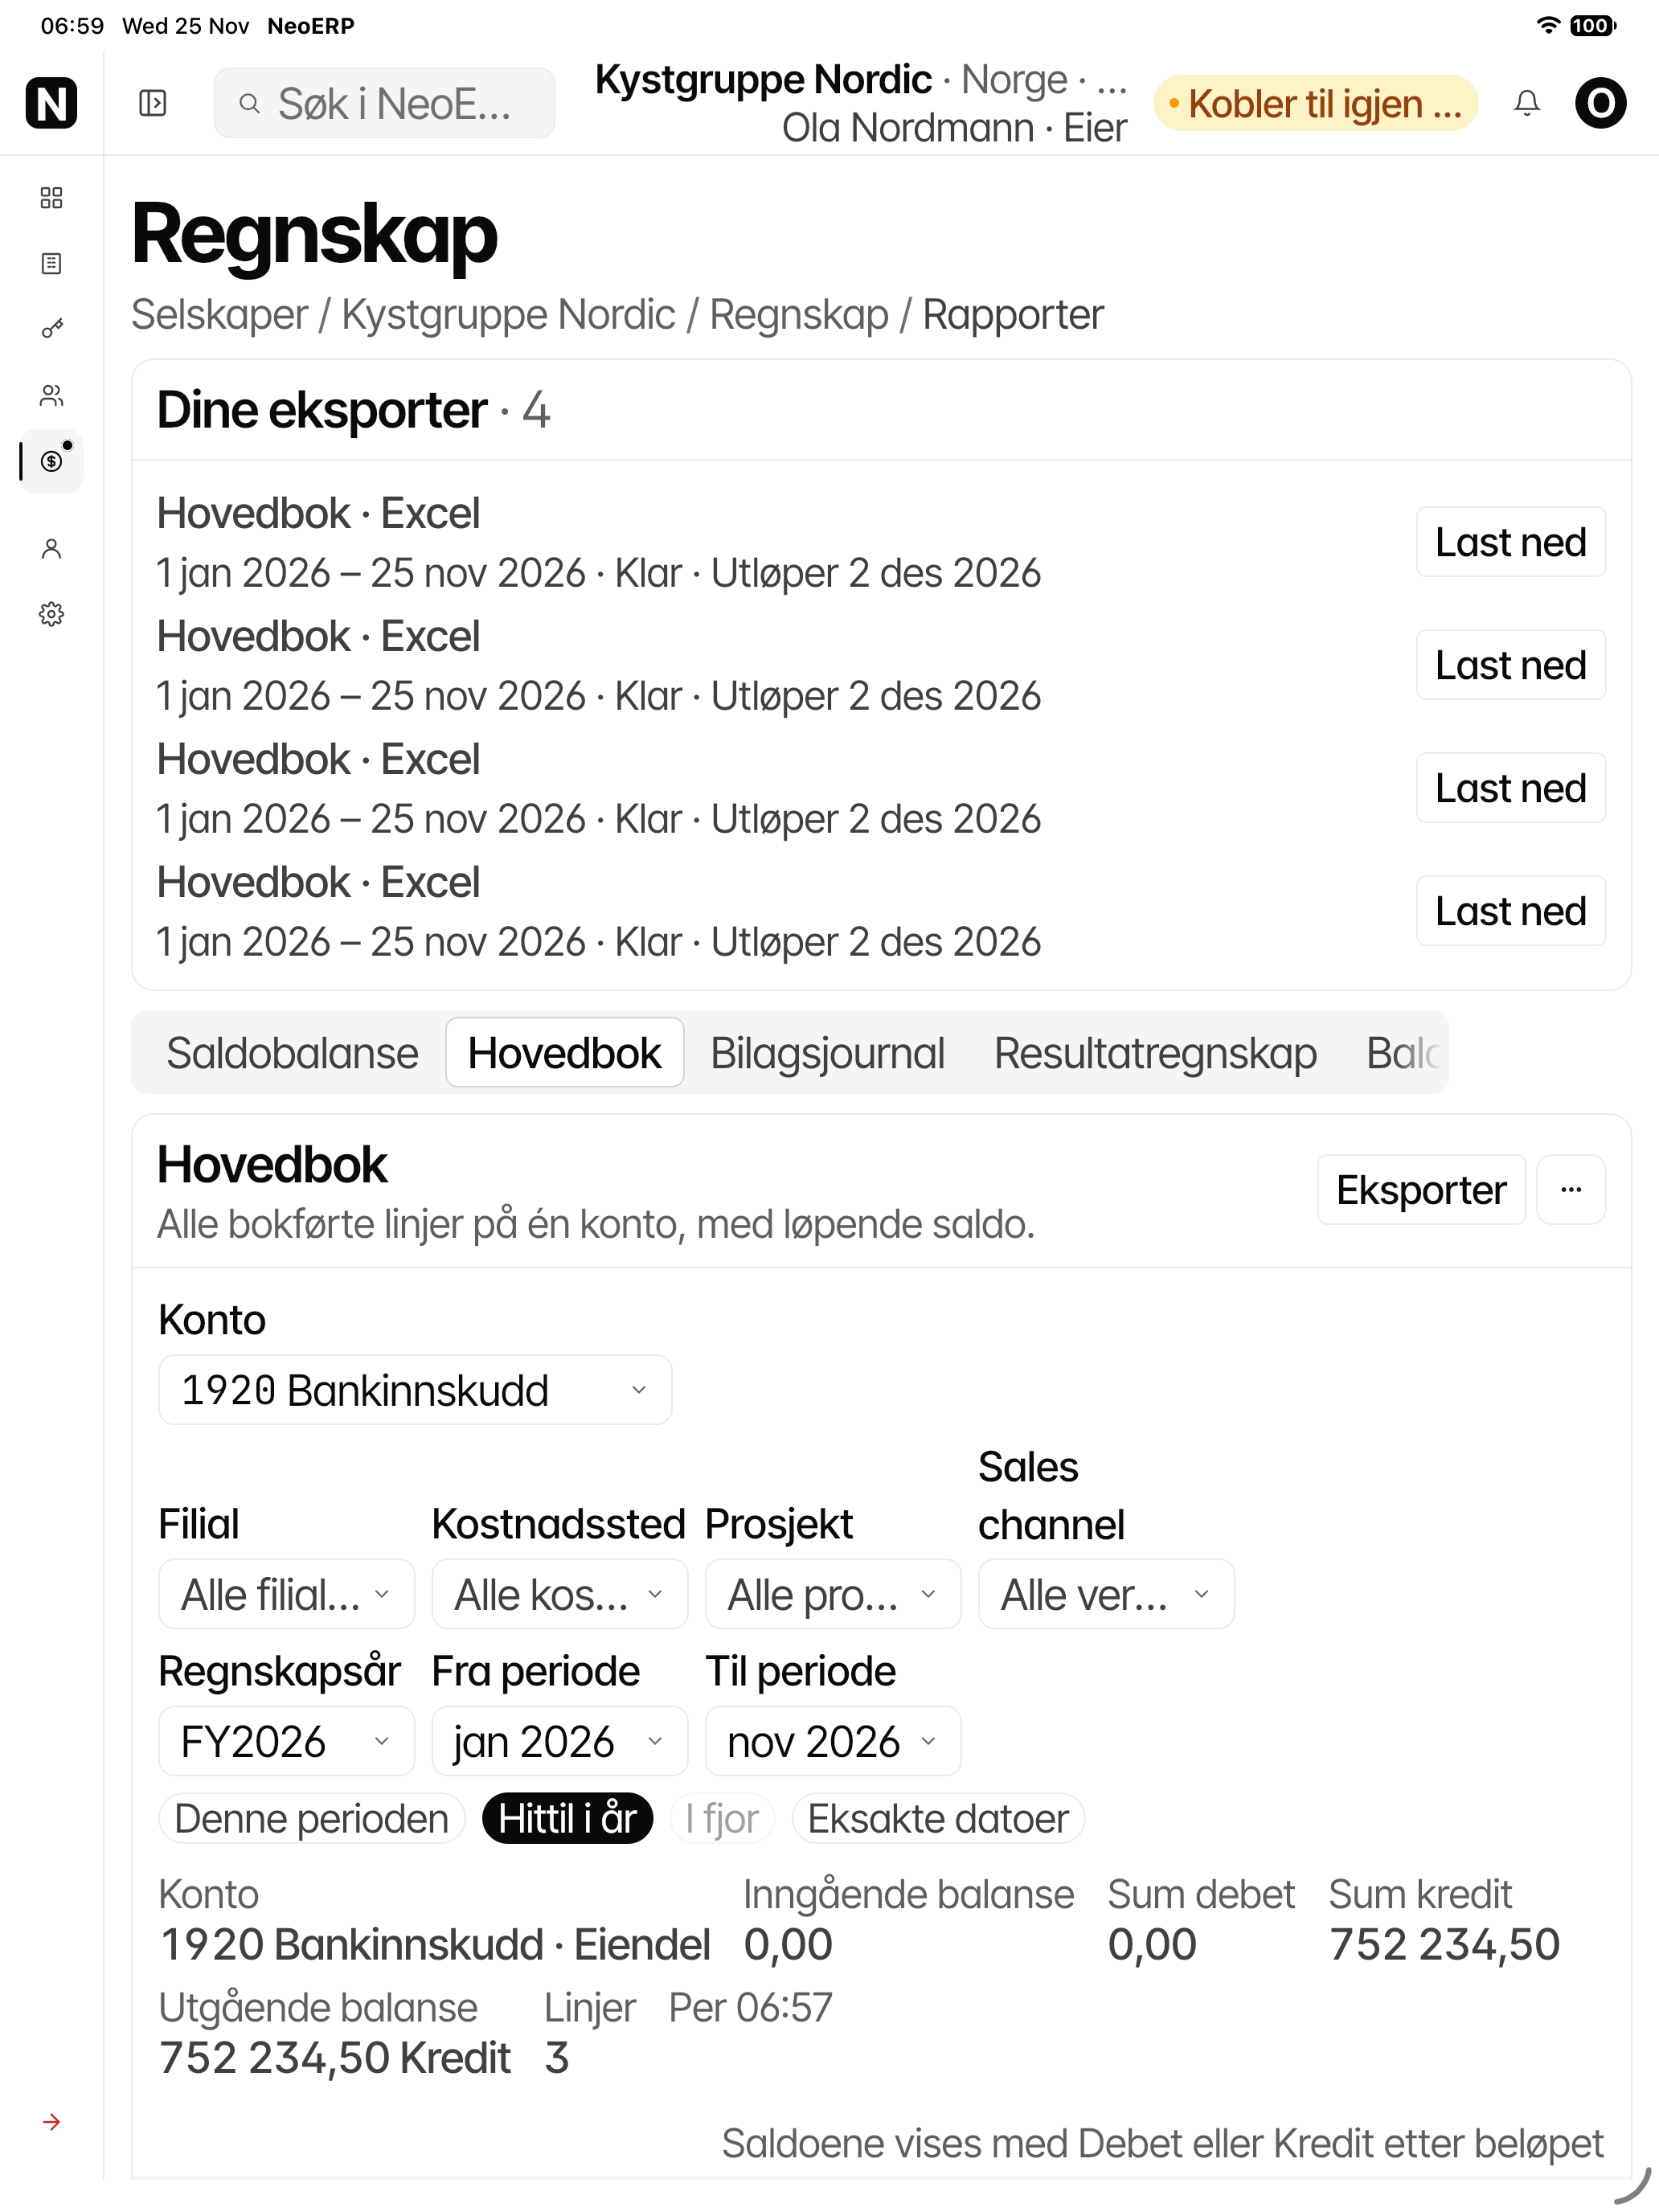 06:59 Wed 25 Nov NeoERP
100
N
Søk i NeoE...
Kystgruppe Nordic · Norge · ...
Ola Nordmann · Eier
Kobler til igjen ...
O
Regnskap
Selskaper / Kystgruppe Nordic / Regnskap / Rapporter
Dine eksporter · 4
Hovedbok · Excel
1 jan 2026 – 25 nov 2026 · Klar · Utløper 2 des 2026
Last ned
Hovedbok · Excel
1 jan 2026 – 25 nov 2026 · Klar · Utløper 2 des 2026
Last ned
Hovedbok · Excel
1 jan 2026 – 25 nov 2026 · Klar · Utløper 2 des 2026
Last ned
Hovedbok · Excel
1 jan 2026 – 25 nov 2026 · Klar · Utløper 2 des 2026
Last ned
Saldobalanse Hovedbok Bilagsjournal Resultatregnskap
Hovedbok
Alle bokførte linjer på én konto, med løpende saldo.
Eksporter ...
Konto
1920 Bankinnskudd
Filial Kostnadssted Prosjekt Sales channel
Alle filial... Alle kos... Alle pro... Alle ver...
Regnskapsår Fra periode Til periode
FY2026 jan 2026 nov 2026
Denne perioden Hittil i år I fjor Eksakte datoer
Konto Inngående balanse Sum debet Sum kredit
1920 Bankinnskudd · Eiendel 0,00 0,00 752 234,50
Utgående balanse Linjer Per 06:57
752 234,50 Kredit 3
Saldoene vises med Debet eller Kredit etter beløpet